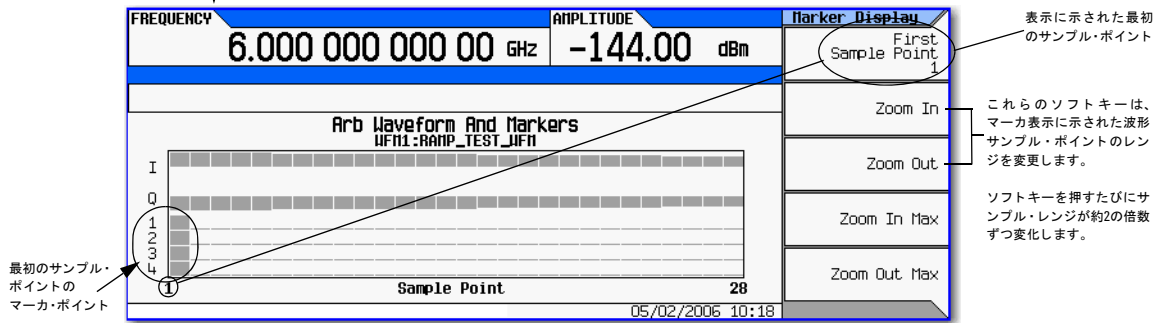 FREQUENCY
6.000 000 000 00 GHz
AMPLITUDE
-144.00 dBm
Arb Waveform And Markers
WFM1:RAMP_TEST_WFM
I
Q
1
2
3
4
1
Sample Point
28
05/02/2006 10:18
Marker Display
First
Sample Point
1
Zoom In
Zoom Out
Zoom In Max
Zoom Out Max
表示に示された最初
のサンプル・ポイント
これらのソフトキーは、
マーカ表示に示された波形
サンプル・ポイントのレン
ジを変更します。
ソフトキーを押すたびにサ
ンプル・レンジが約2の倍数
ずつ変化します。
最初のサンプル・
ポイントの
マーカ・ポイント